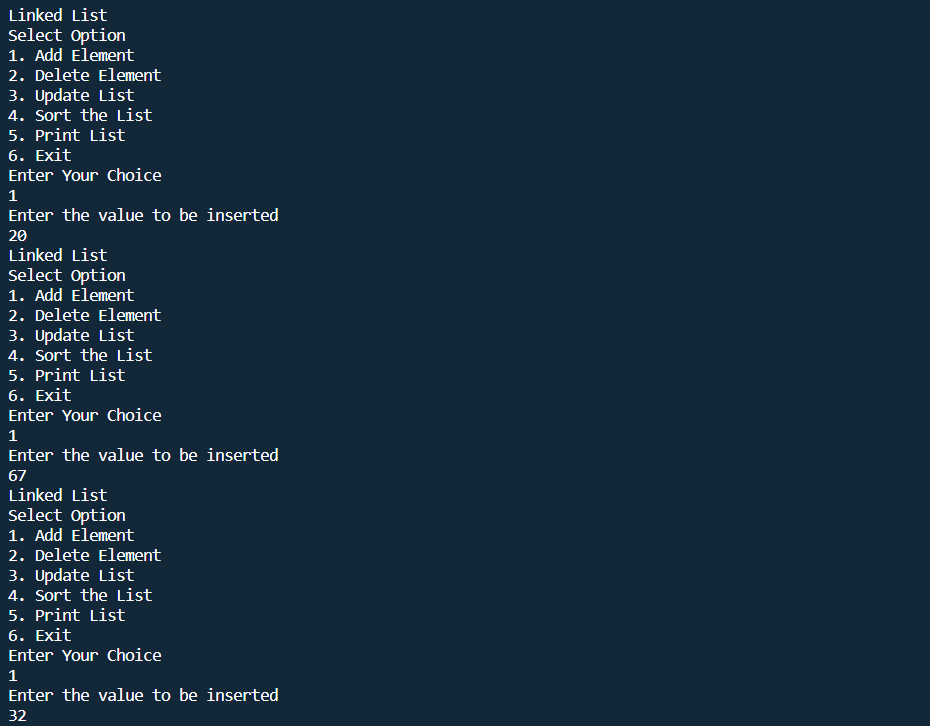 Linked List
Select Option
1. Add Element
2. Delete Element
3. Update List
4. Sort the List
5. Print List
6. Exit
Enter Your Choice
1
Enter the value to be inserted
20
Linked List
Select Option
1. Add Element
2. Delete Element
3. Update List
4. Sort the List
5. Print List
6. Exit
Enter Your Choice
1
Enter the value to be inserted
67
Linked List
Select Option
1. Add Element
2. Delete Element
3. Update List
4. Sort the List
5. Print List
6. Exit
Enter Your Choice
1
Enter the value to be inserted
32